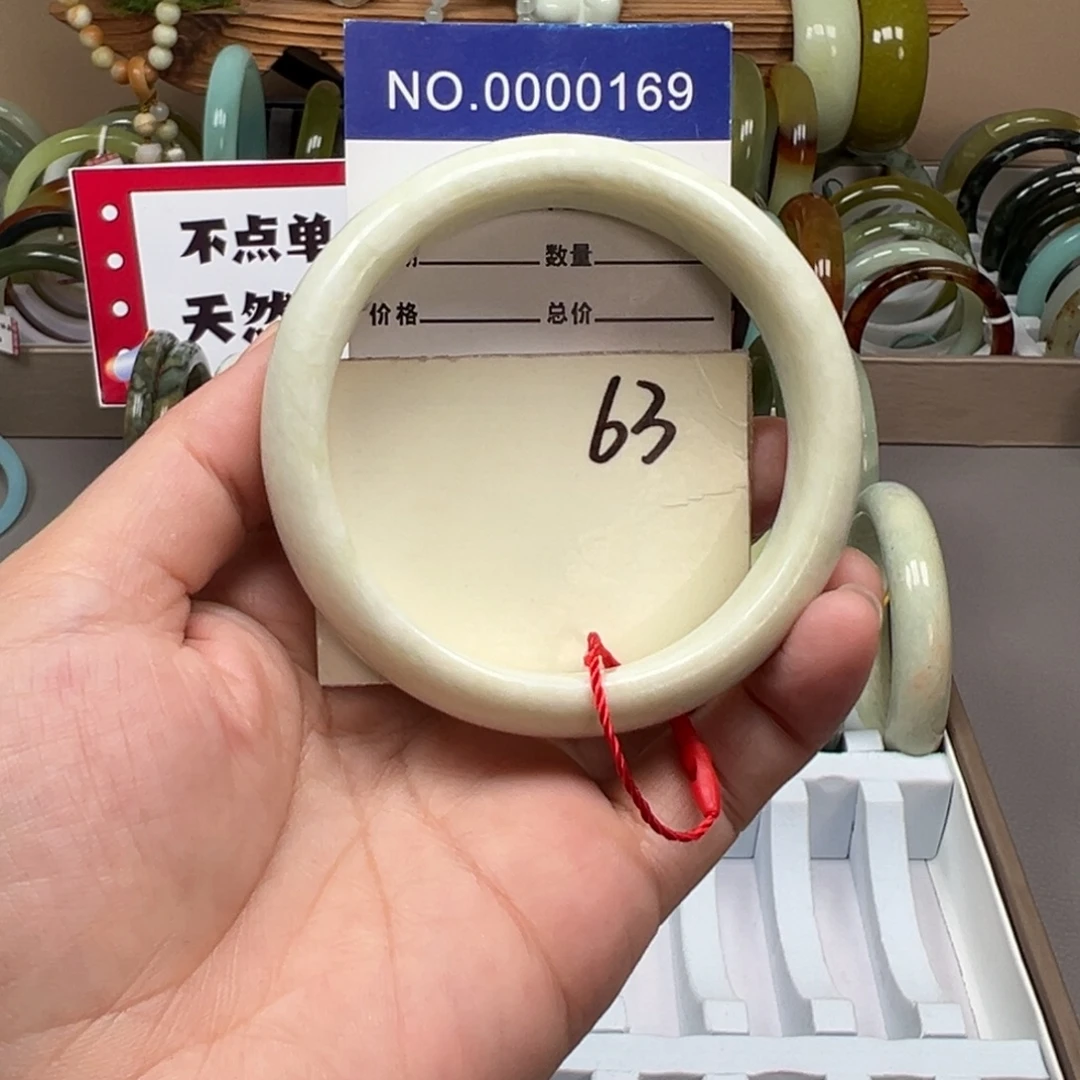 NO.0000169
不点单
天然
数量
价格
总价
63